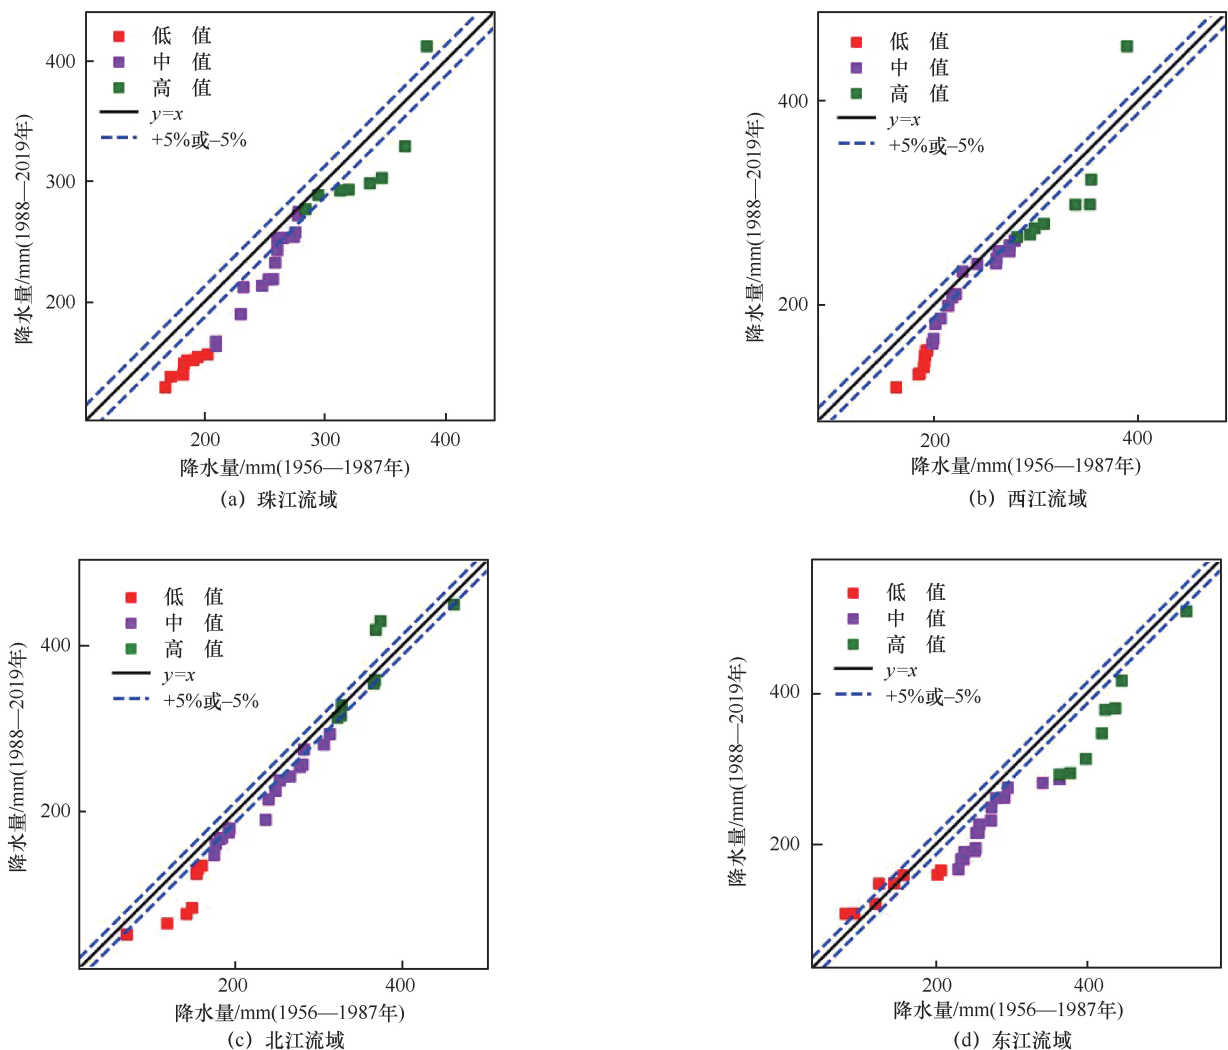 低 值
中 值
高 值
y=x
+5%或–5%
400
300
200
200 300 400
降水量/mm(1988—2019年)
降水量/mm(1956—1987年)
(a) 珠江流域
低 值
中 值
高 值
y=x
+5%或–5%
400
200
200 400
降水量/mm(1988—2019年)
降水量/mm(1956—1987年)
(b) 西江流域
低 值
中 值
高 值
y=x
+5%或–5%
400
200
200 400
降水量/mm(1988—2019年)
降水量/mm(1956—1987年)
(c) 北江流域
低 值
中 值
高 值
y=x
+5%或–5%
400
200
200 400
降水量/mm(1988—2019年)
降水量/mm(1956—1987年)
(d) 东江流域